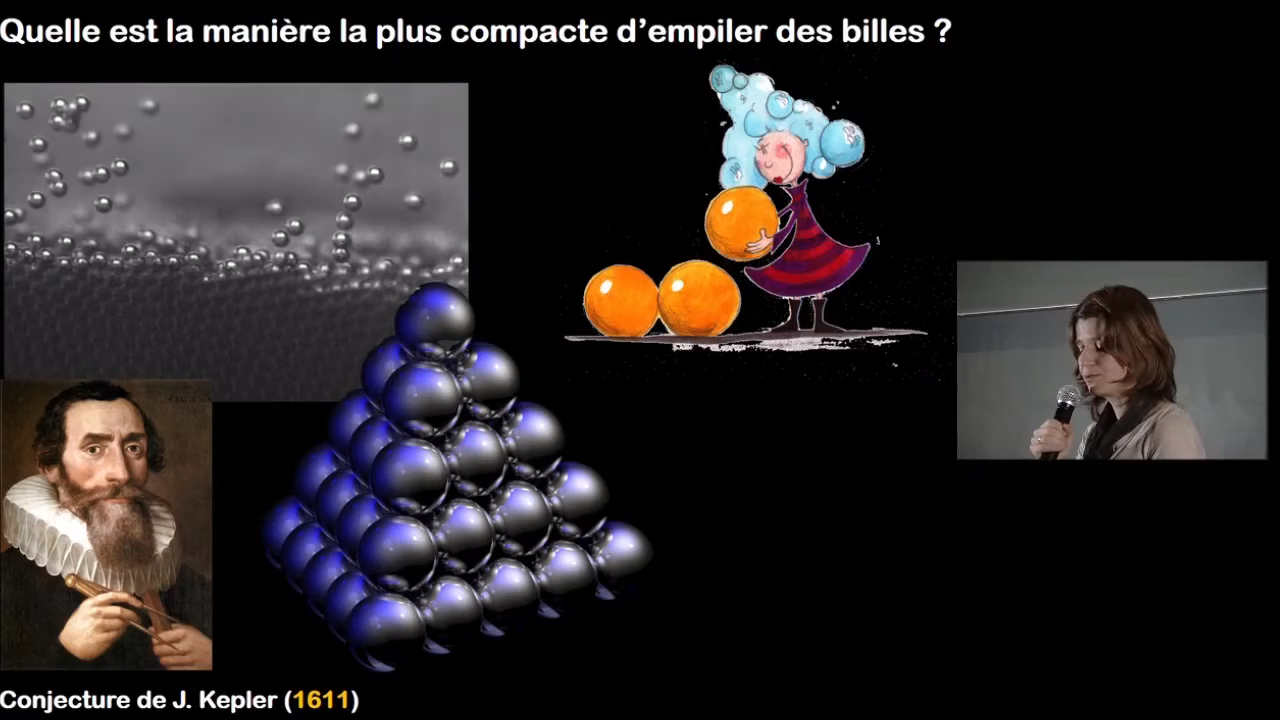 Quelle est la manière la plus compacte d’empiler des billes ?
Conjecture de J. Kepler (1611)